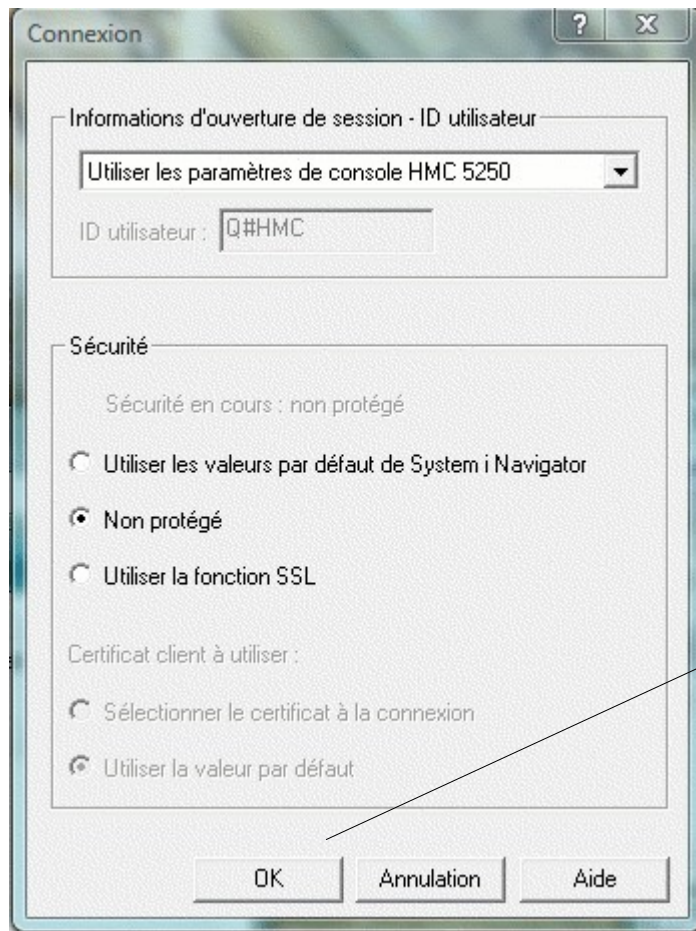 Connexion
Informations d'ouverture de session - ID utilisateur
Utiliser les paramètres de console HMC 5250
ID utilisateur : Q#HMC
Sécurité
Sécurité en cours : non protégé
Utiliser les valeurs par défaut de System i Navigator
Non protégé
Utiliser la fonction SSL
Certificat client à utiliser :
Sélectionner le certificat à la connexion
Utiliser la valeur par défaut
OK Annulation Aide